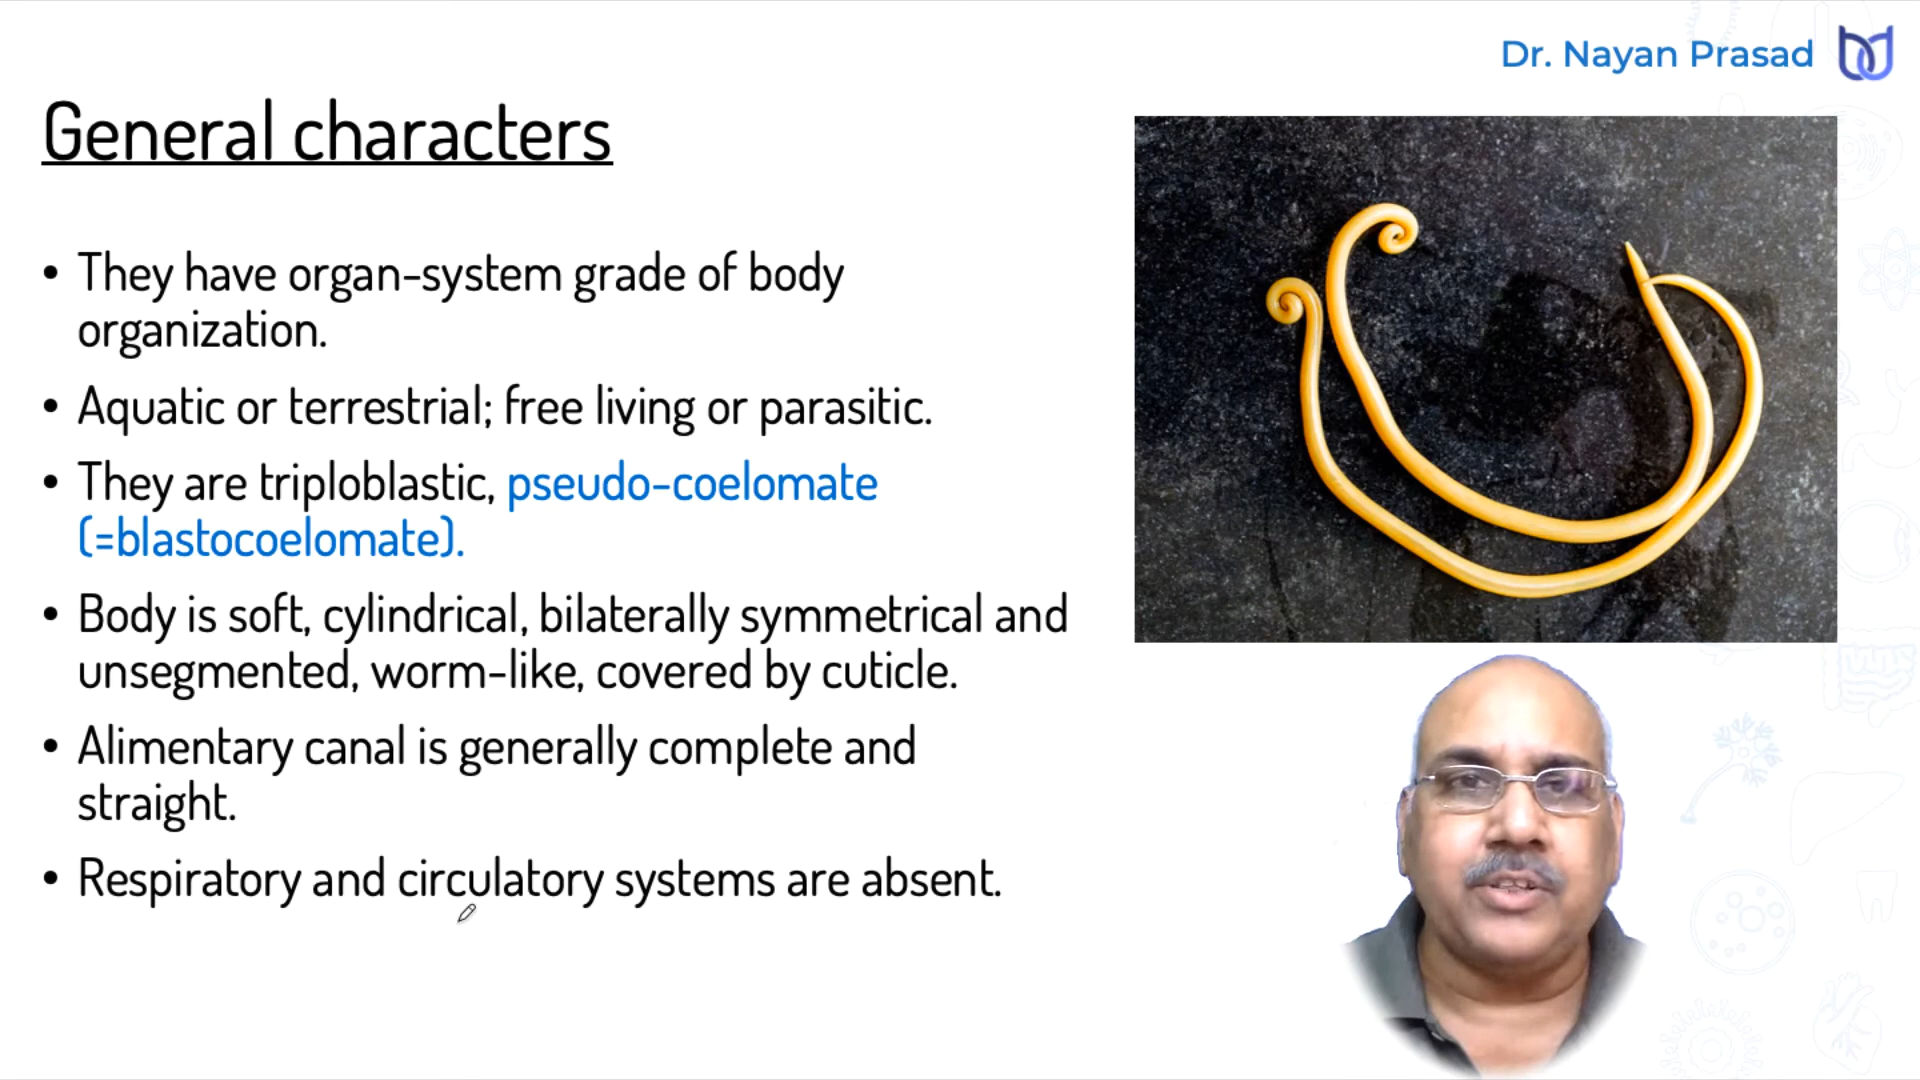 Dr. Nayan Prasad
General characters
• They have organ-system grade of body
organization.
• Aquatic or terrestrial; free living or parasitic.
• They are triploblastic, pseudo-coelomate
(=blastocoelomate).
• Body is soft, cylindrical, bilaterally symmetrical and
unsegmented, worm-like, covered by cuticle.
• Alimentary canal is generally complete and
straight.
• Respiratory and circulatory systems are absent.